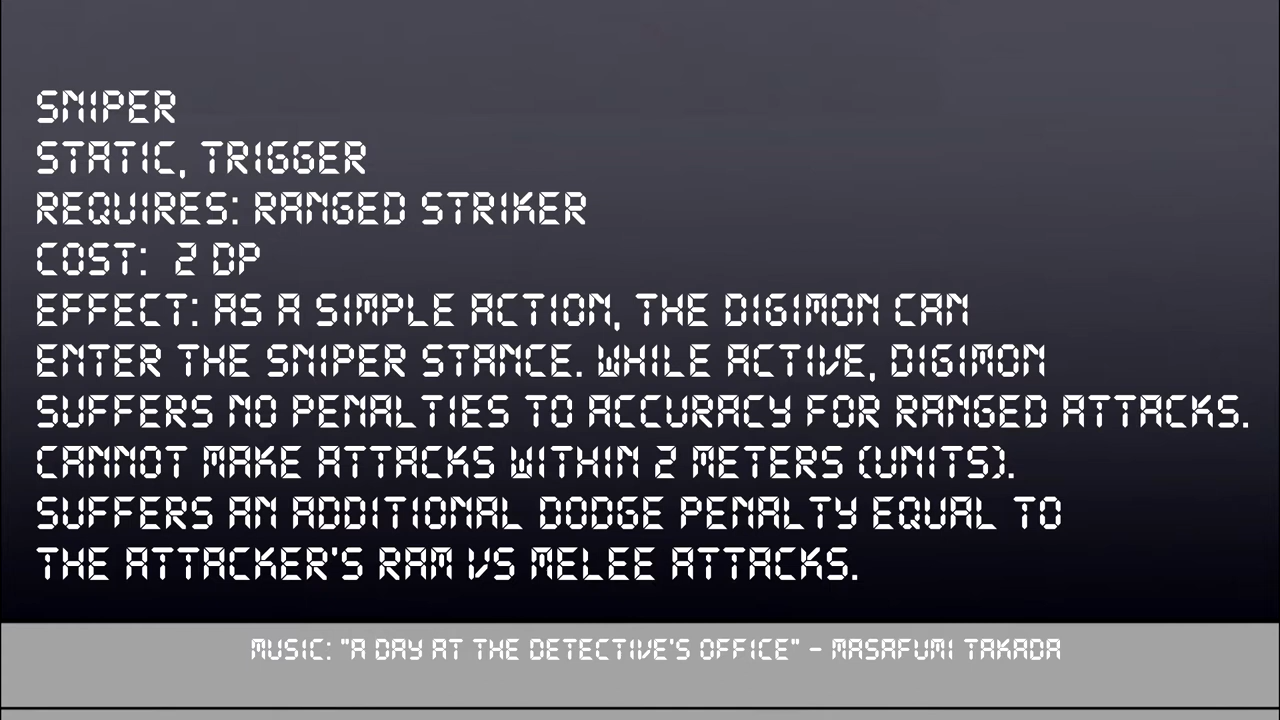 SNIPER
STATIC, TRIGGER
REQUIRES: RANGED STRIKER
COST: 2 DP
EFFECT: AS A SIMPLE ACTION, THE DIGIMON CAN
ENTER THE SNIPER STANCE. WHILE ACTIVE, DIGIMON
SUFFERS NO PENALTIES TO ACCURACY FOR RANGED ATTACKS.
CANNOT MAKE ATTACKS WITHIN 2 METERS (UNITS).
SUFFERS AN ADDITIONAL DODGE PENALTY EQUAL TO
THE ATTACKER'S RAM VS MELEE ATTACKS.
MUSIC: "A DAY AT THE DETECTIVE'S OFFICE" - MASAFUMI TAKADA